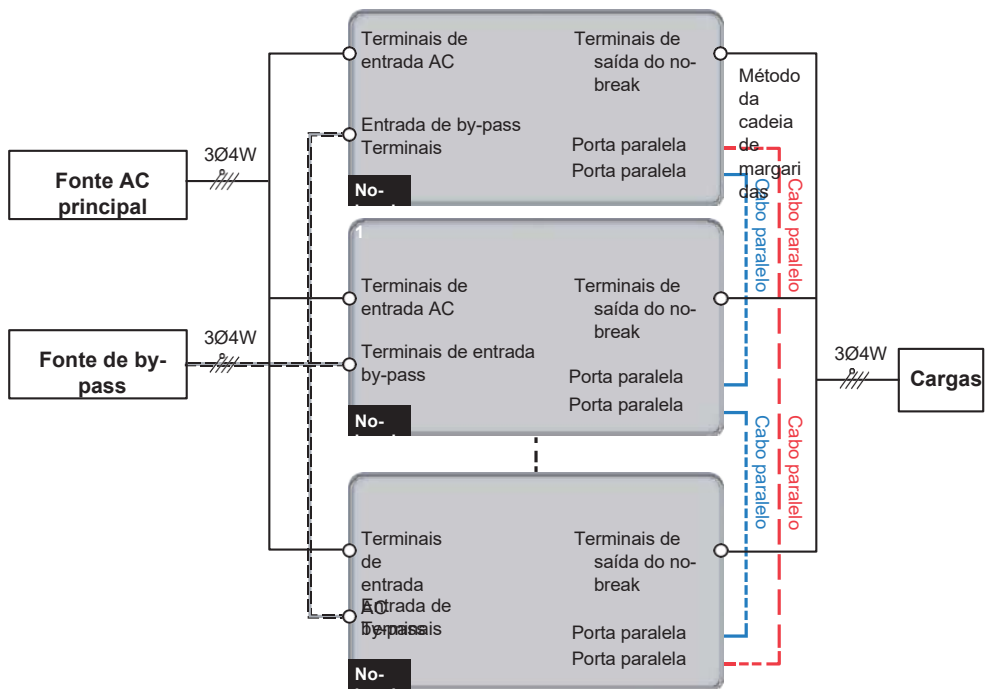 Terminais de
entrada AC
Terminais de
saída do no-
break
Entrada de by-pass
Terminais
Porta paralela
Porta paralela
No-
Método
da
cadeia
de
margari
das
3Ø4W
Fonte AC
principal
Cabo paralelo
Cabo paralelo
1
Terminais de
entrada AC
Terminais de
saída do no-
break
Terminais de entrada
by-pass
Porta paralela
Porta paralela
No-
3Ø4W
Fonte de by-
pass
3Ø4W
Cargas
Cabo paralelo
Cabo paralelo
Terminais
de
entrada
AC
Terminais de
saída do no-
break
Entrada de
by-pass
Terminais
Porta paralela
Porta paralela
No-